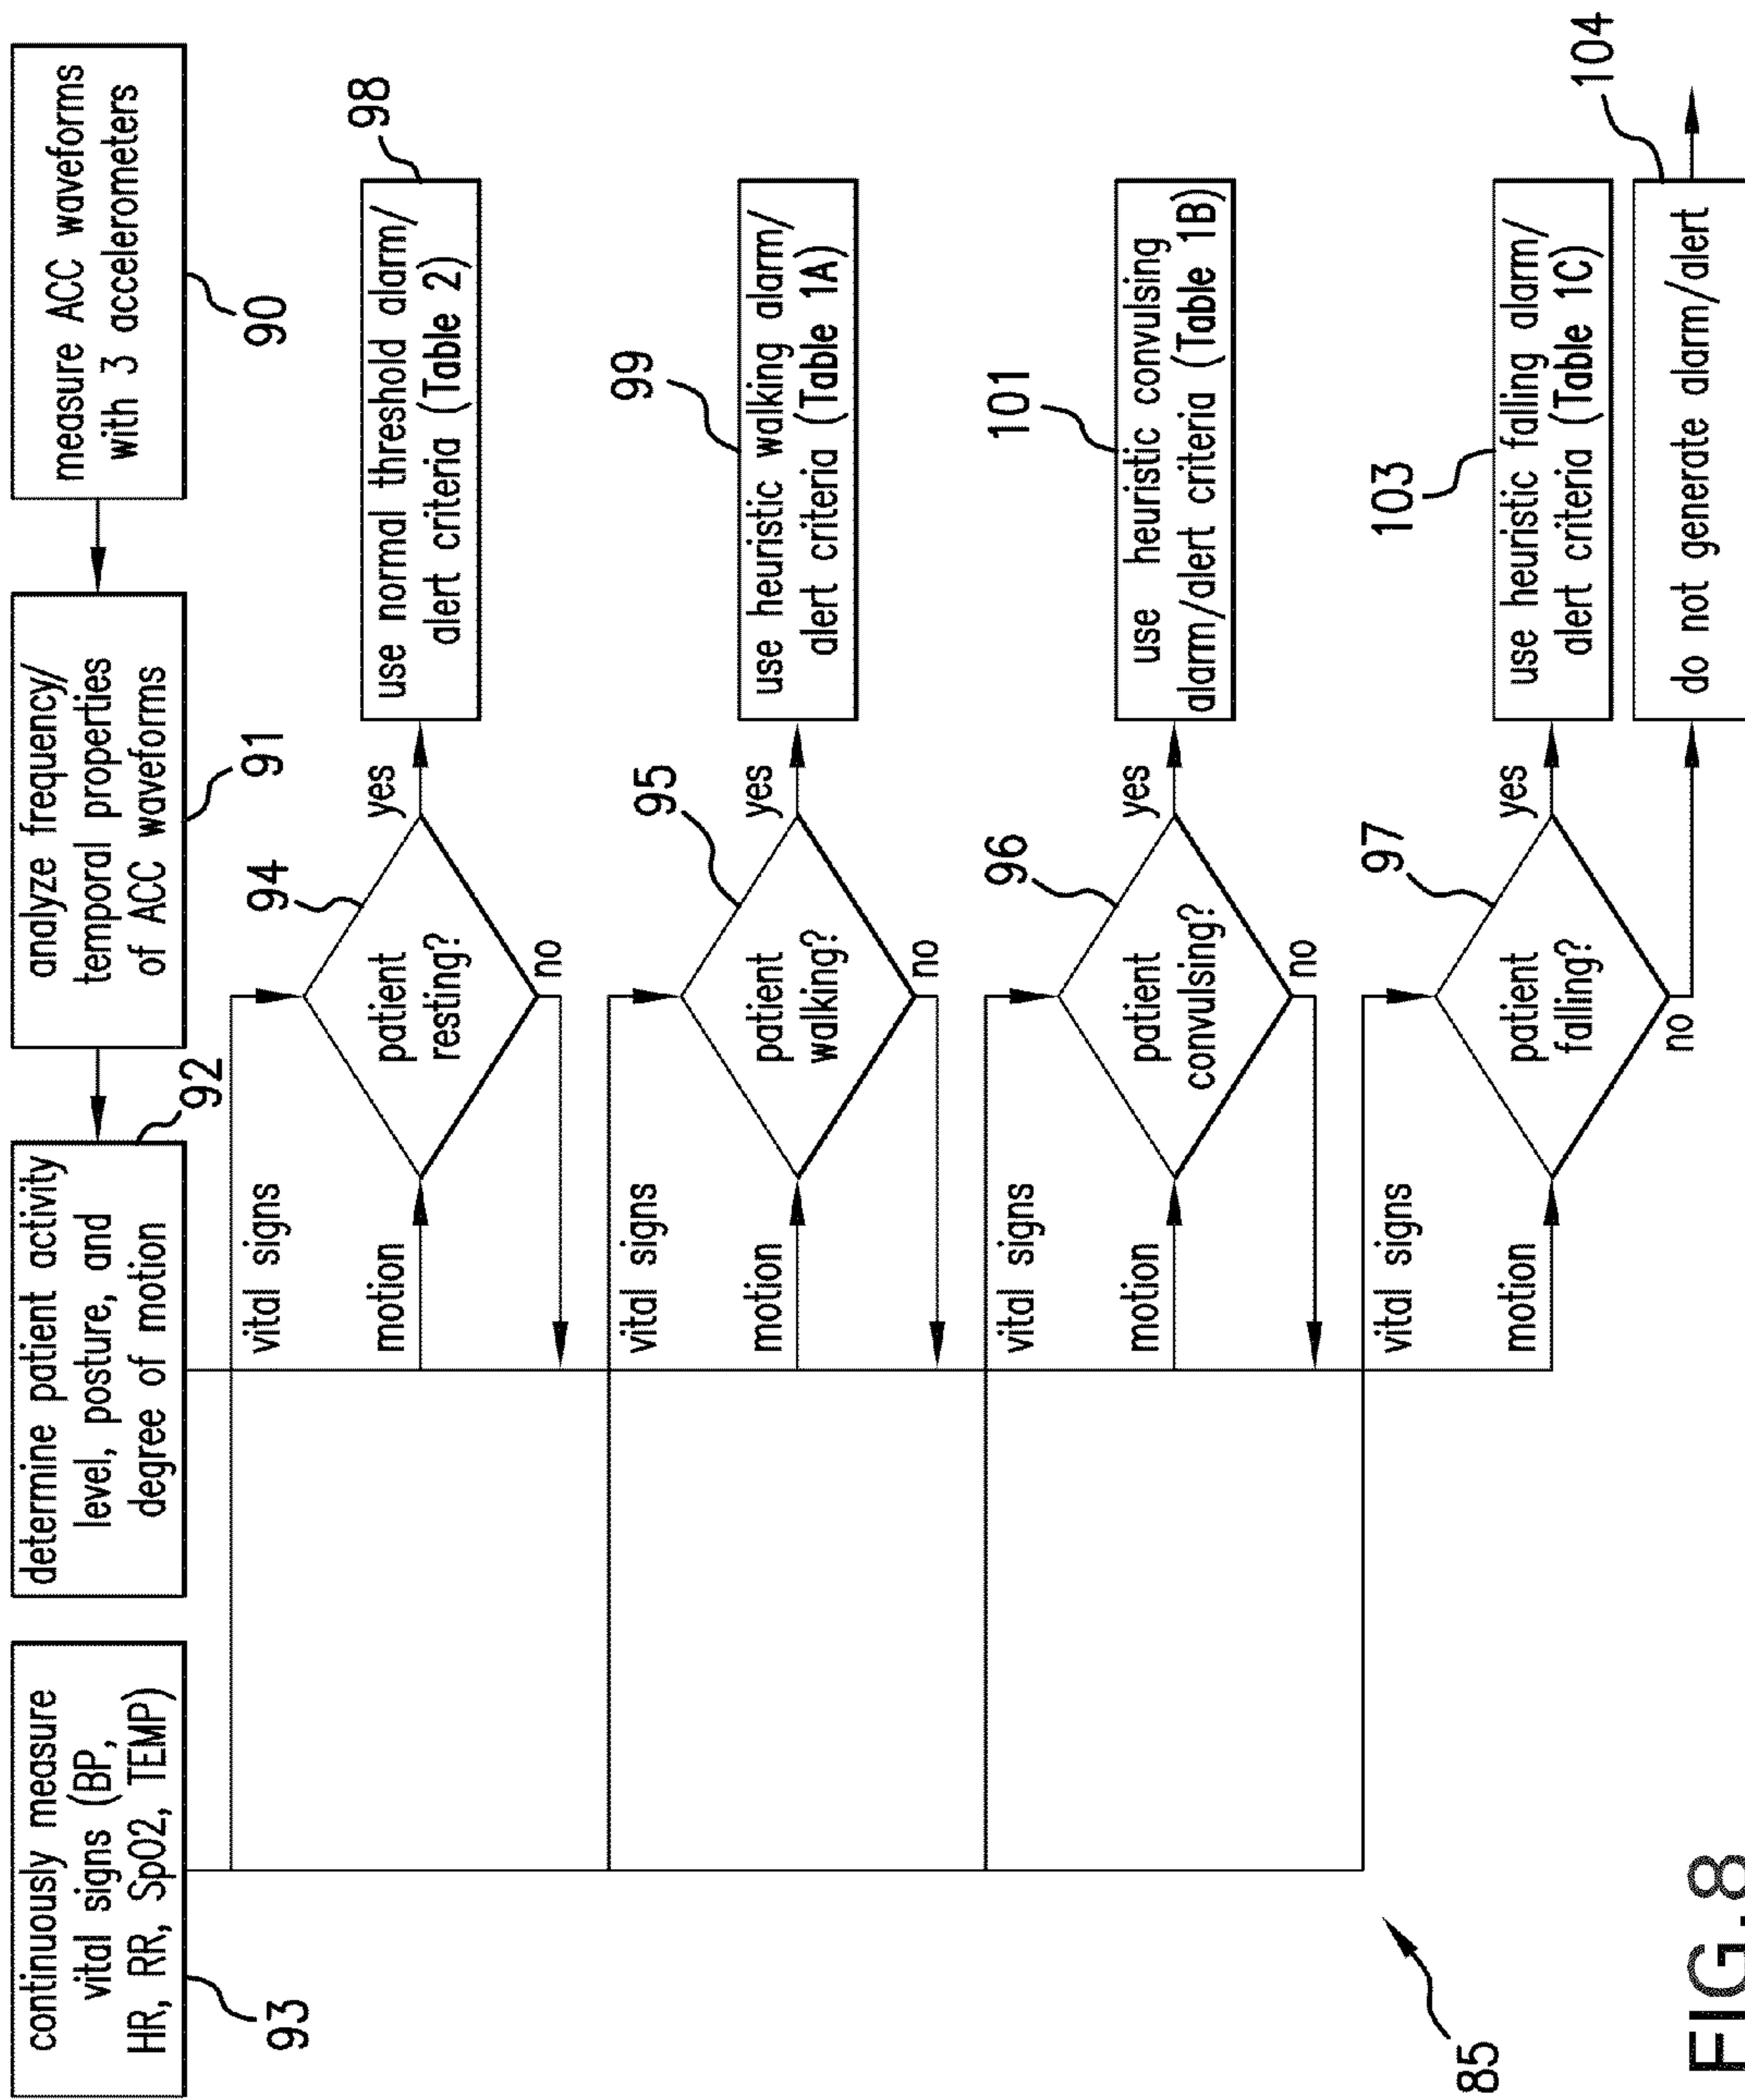 continuously measure
vital signs (BP,
HR, RR, SpO2, TEMP)
93
determine patient activity
level, posture, and
degree of motion
92
analyze frequency/
temporal properties
of ACC waveforms
91
measure ACC waveforms
with 3 accelerometers
90
vital signs
motion
patient
resting?
94
yes
no
use normal threshold alarm/
alert criteria (Table 2)
98
vital signs
motion
patient
walking?
95
yes
no
use heuristic walking alarm/
alert criteria (Table 1A)
99
vital signs
motion
patient
convulsing?
96
yes
no
use heuristic convulsing
alarm/alert criteria (Table 1B)
101
vital signs
motion
patient
falling?
97
yes
no
use heuristic falling alarm/
alert criteria (Table 1C)
103
do not generate alarm/alert
104
85
FIG.8